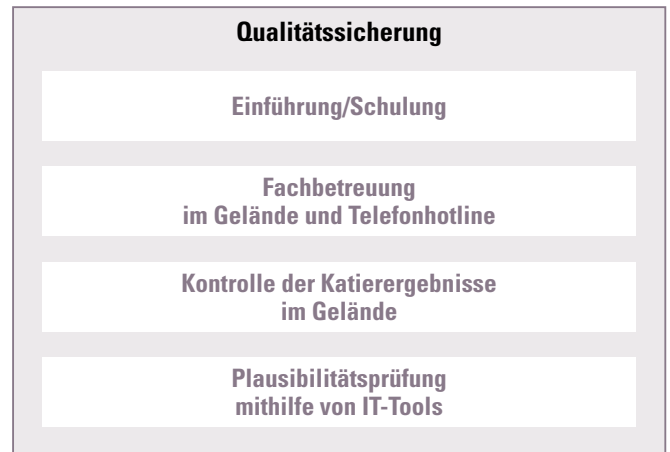 Qualitätssicherung
Einführung/Schulung
Fachbetreuung
im Gelände und Telefonhotline
Kontrolle der Katierergebnisse
im Gelände
Plausibilitätsprüfung
mithilfe von IT-Tools